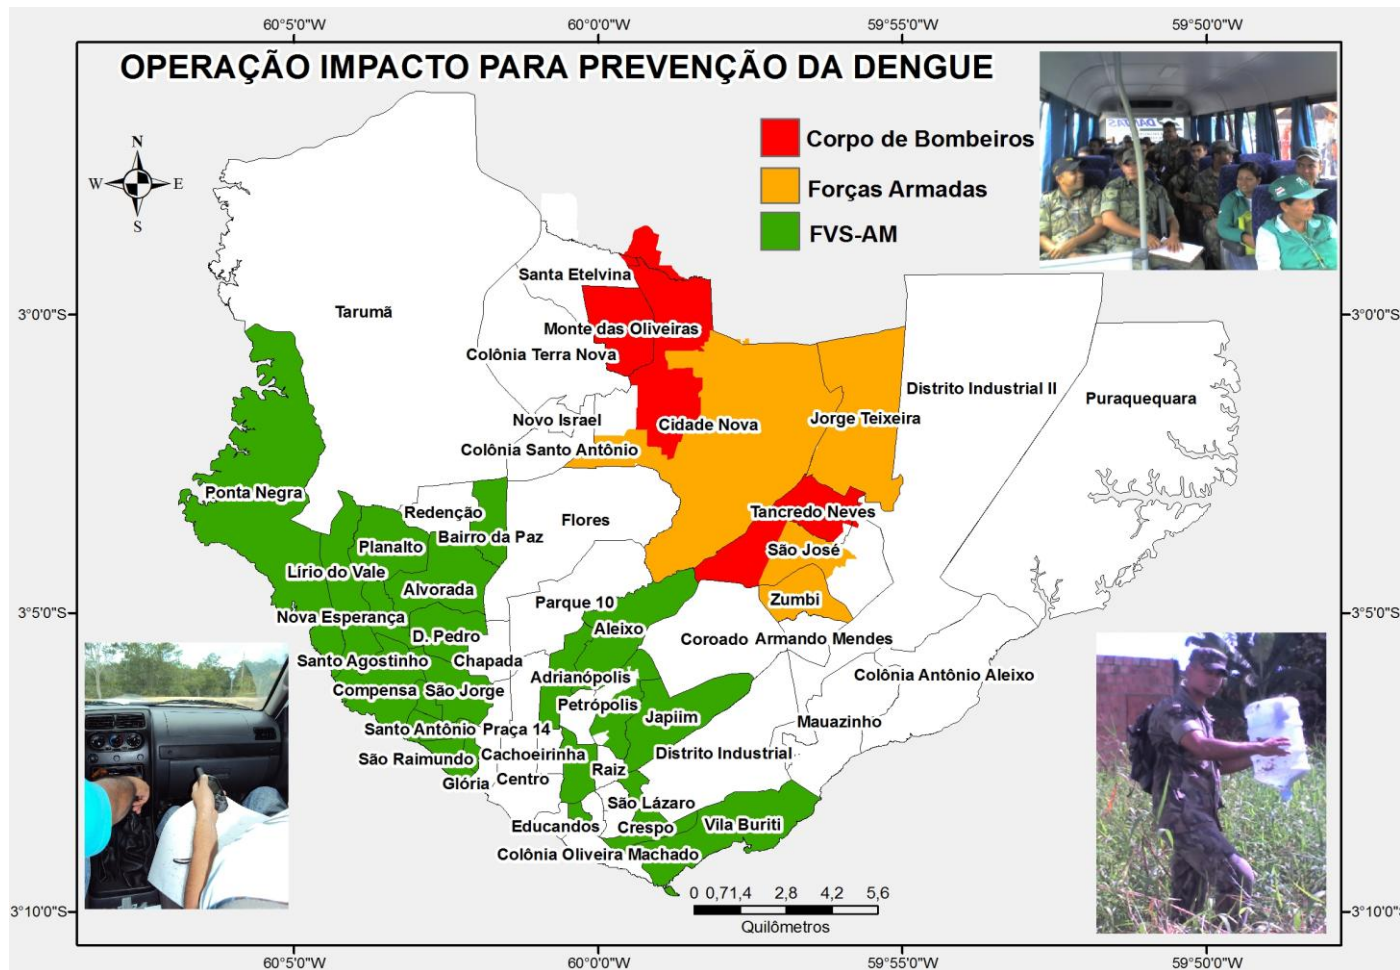 60°5'0"W
60°0'0"W
59°55'0"W
59°50'0"W
OPERAÇÃO IMPACTO PARA PREVENÇÃO DA DENGUE
N
W
E
S
Corpo de Bombeiros
Forças Armadas
FVS-AM
3°0'0"S
3°0'0"S
Santa Etelvina
Tarumã
Monte das Oliveiras
Colônia Terra Nova
Distrito Industrial II
Puraquequara
Novo Israel
Cidade Nova
Jorge Teixeira
Colônia Santo Antônio
Ponta Negra
Redenção
Flores
Tancredo Neves
Bairro da Paz
Planalto
São José
Lírio do Vale
Alvorada
Zumbi
Parque 10
3°5'0"S
3°5'0"S
Nova Esperança
Aleixo
D. Pedro
Coroado
Armando Mendes
Santo Agostinho
Chapada
Adrianópolis
Colônia Antônio Aleixo
Compensa
São Jorge
Petrópolis
Japiim
Mauazinho
Santo Antônio
Praça 14
São Raimundo
Cachoeirinha
Distrito Industrial
Raiz
Glória
Centro
São Lázaro
Educandos
Crespo
Vila Buriti
Colônia Oliveira Machado
0 0,71,4 2,8 4,2 5,6
Quilômetros
3°10'0"S
3°10'0"S
60°5'0"W
60°0'0"W
59°55'0"W
59°50'0"W